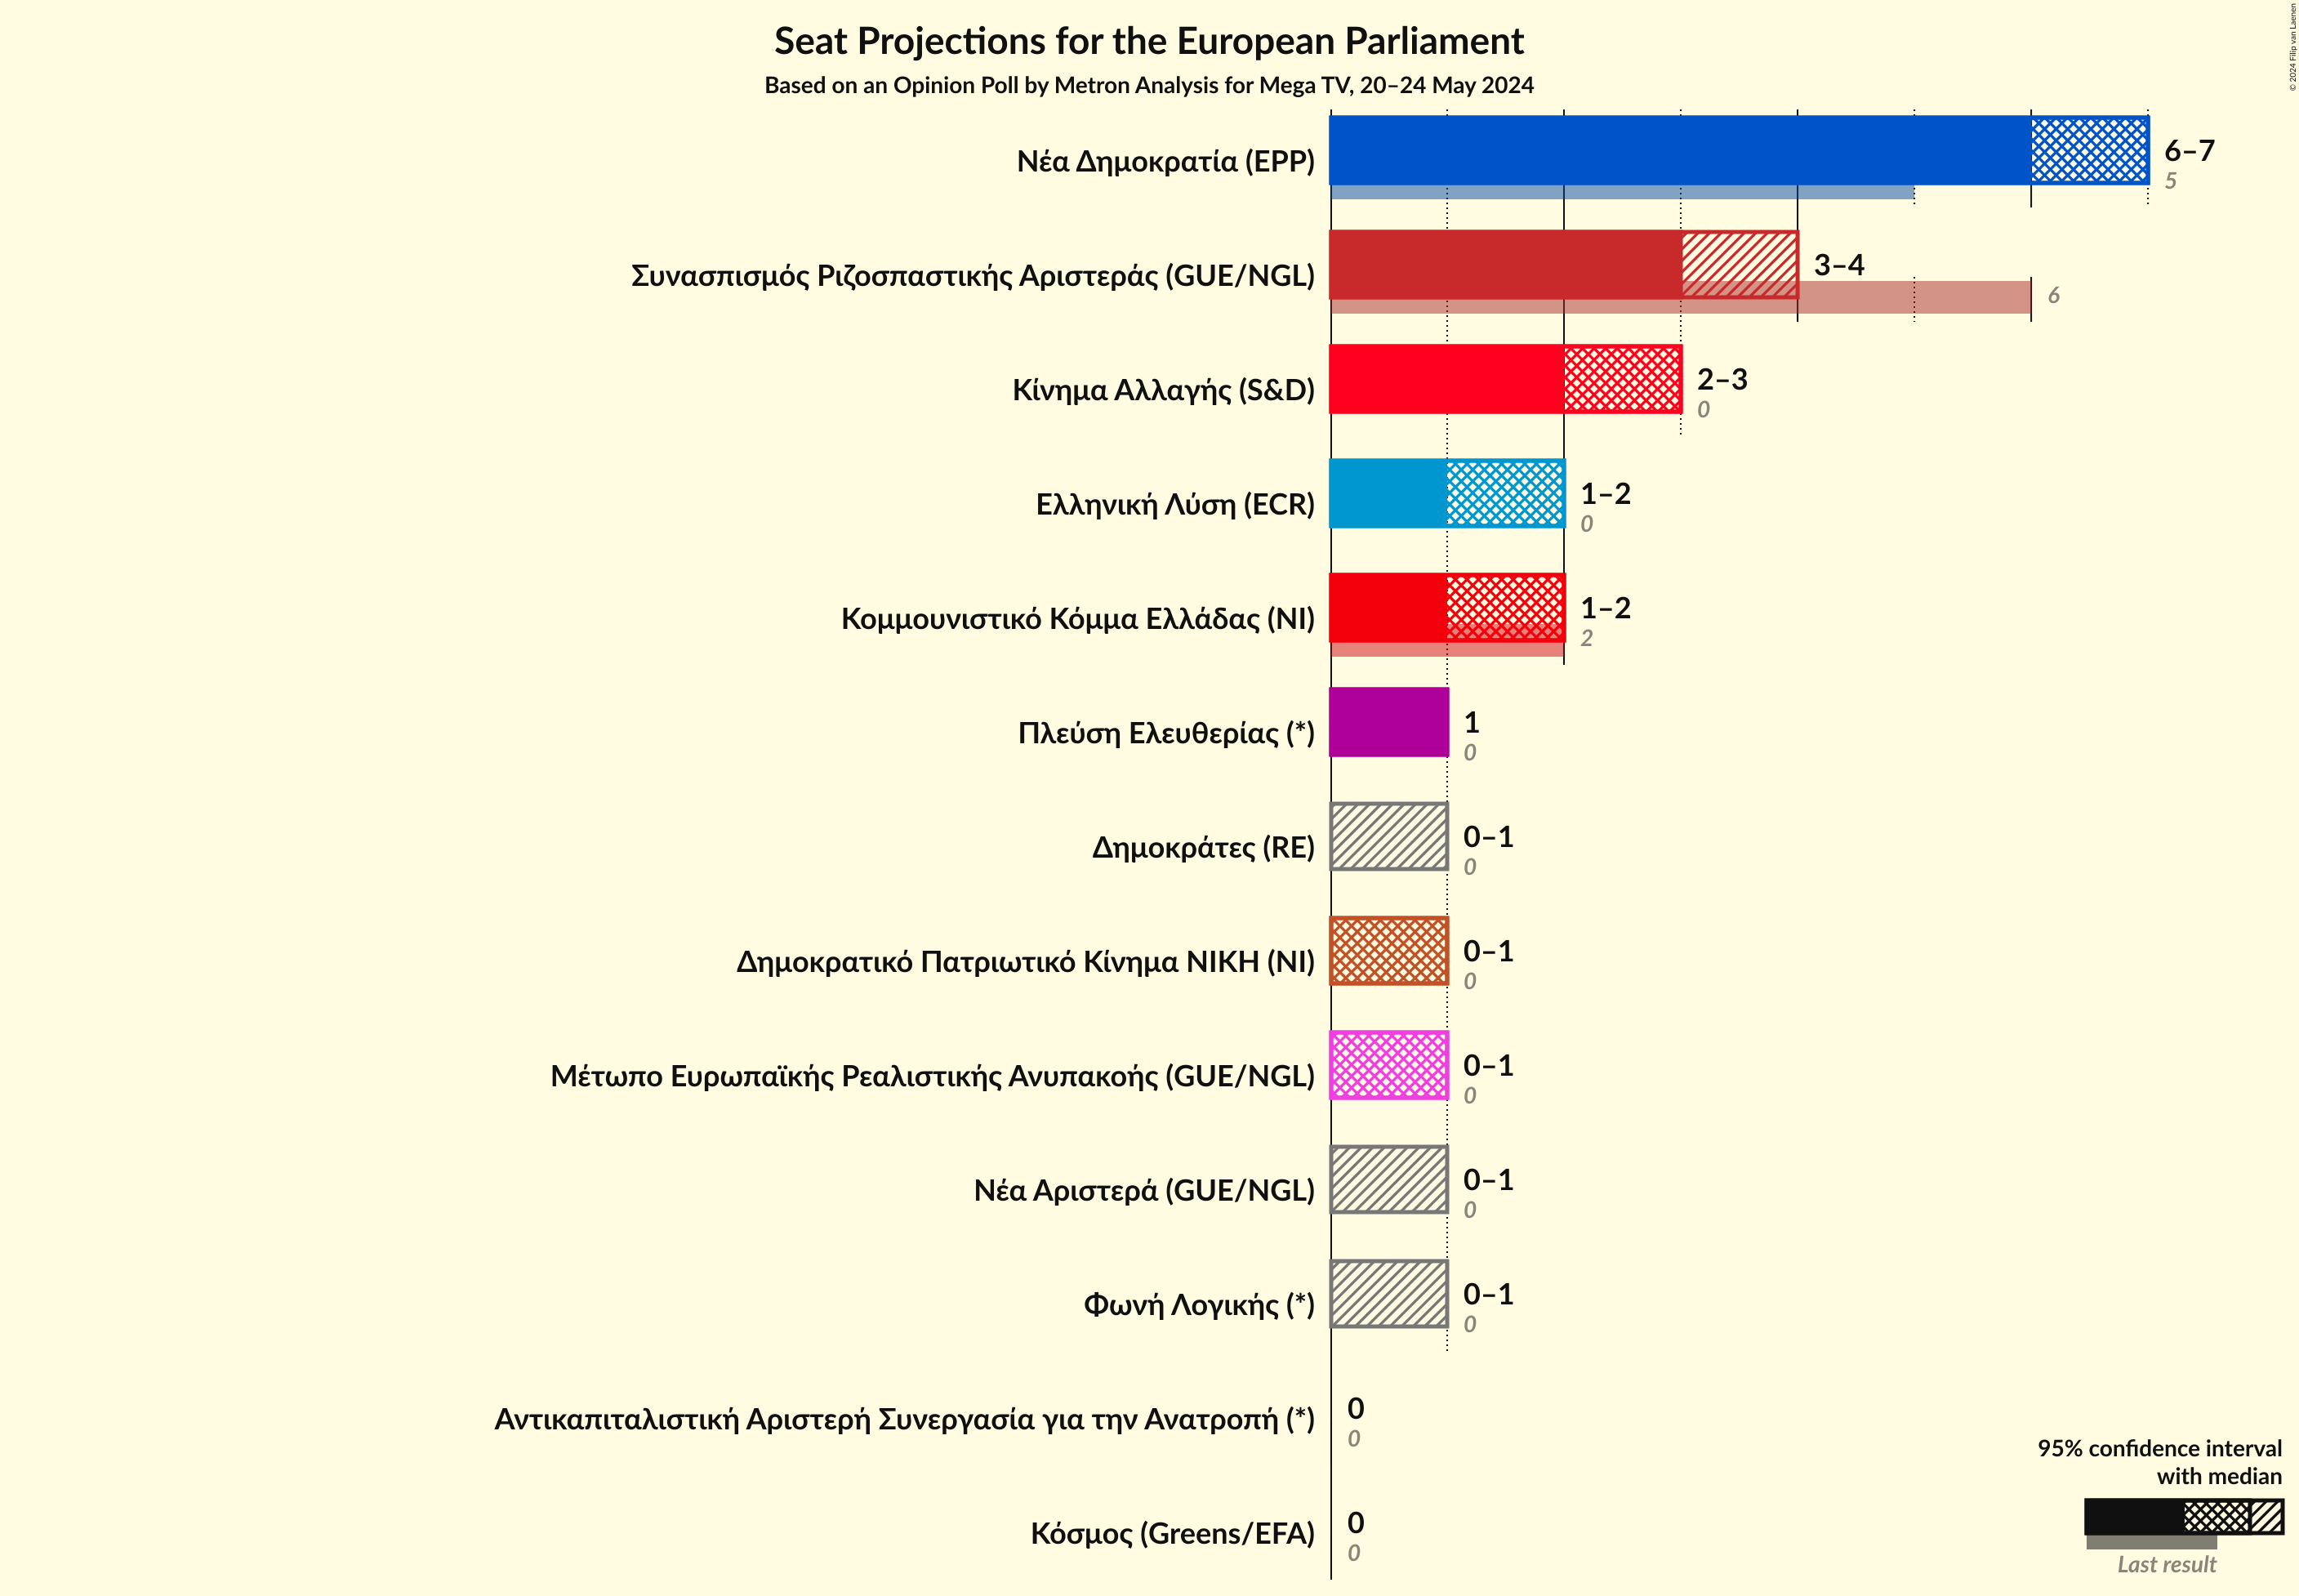 Seat Projections for the European Parliament
Based on an Opinion Poll by Metron Analysis for Mega TV, 20–24 May 2024
© 2024 Filip van Laenen
Νέα Δημοκρατία (EPP)
6–7
5
Συνασπισμός Ριζοσπαστικής Αριστεράς (GUE/NGL)
3–4
6
Κίνημα Αλλαγής (S&D)
2–3
0
Ελληνική Λύση (ECR)
1–2
0
Κομμουνιστικό Κόμμα Ελλάδας (NI)
1–2
2
Πλεύση Ελευθερίας (*)
1
0
Δημοκράτες (RE)
0–1
0
Δημοκρατικό Πατριωτικό Κίνημα ΝΙΚΗ (NI)
0–1
0
Μέτωπο Ευρωπαϊκής Ρεαλιστικής Ανυπακοής (GUE/NGL)
0–1
0
Νέα Αριστερά (GUE/NGL)
0–1
0
Φωνή Λογικής (*)
0–1
0
Αντικαπιταλιστική Αριστερή Συνεργασία για την Ανατροπή (*)
0
0
Κόσμος (Greens/EFA)
0
0
95% confidence interval
with median
Last result